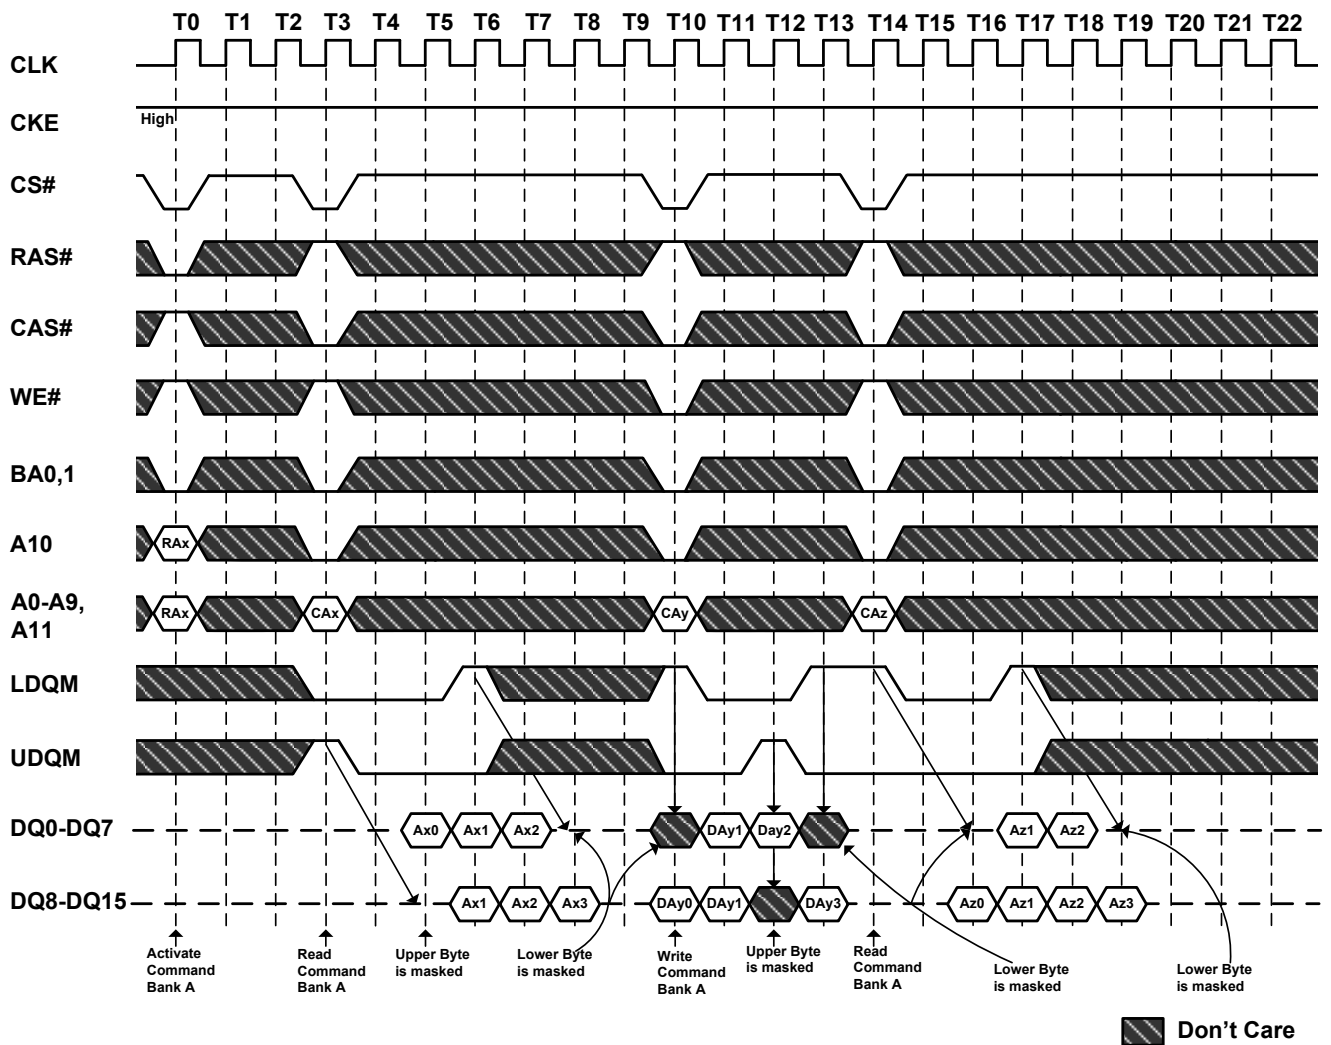 T0 T1 T2 T3 T4 T5 T6 T7 T8 T9 T10 T11 T12 T13 T14 T15 T16 T17 T18 T19 T20 T21 T22
CLK
CKE
High
CS#
RAS#
CAS#
WE#
BA0,1
A10
RAx
A0-A9,
A11
RAx CAx CAy CAz
LDQM
UDQM
DQ0-DQ7
Ax0 Ax1 Ax2 DAy1 Day2 Az1 Az2
DQ8-DQ15
Ax1 Ax2 Ax3 DAy0 DAy1 DAy3 Az0 Az1 Az2 Az3
Activate
Command
Bank A
Read
Command
Bank A
Upper Byte
is masked
Lower Byte
is masked
Write
Command
Bank A
Upper Byte
is masked
Read
Command
Bank A
Lower Byte
is masked
Lower Byte
is masked
Don't Care